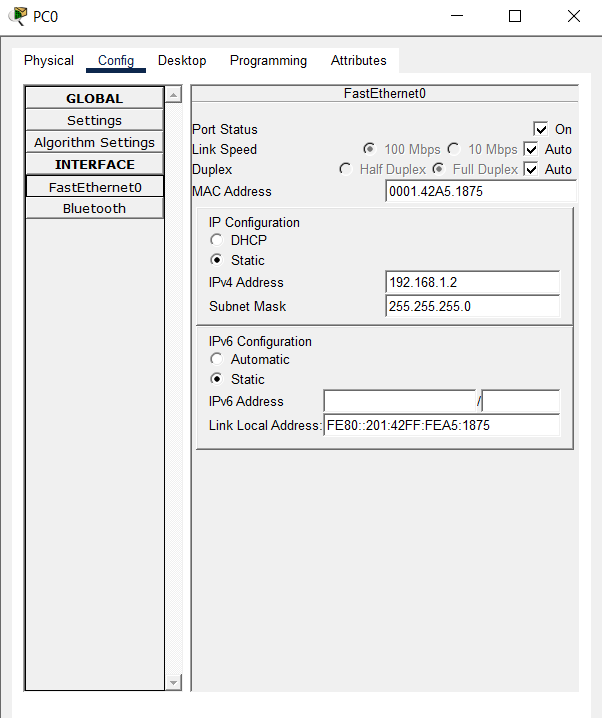 PC0
Physical Config Desktop Programming Attributes
GLOBAL
Settings
Algorithm Settings
INTERFACE
FastEthernet0
Bluetooth
FastEthernet0
Port Status On
Link Speed 100 Mbps 10 Mbps Auto
Duplex Half Duplex Full Duplex Auto
MAC Address 0001.42A5.1875
IP Configuration
DHCP
Static
IPv4 Address 192.168.1.2
Subnet Mask 255.255.255.0
IPv6 Configuration
Automatic
Static
IPv6 Address /
Link Local Address: FE80::201:42FF:FEA5:1875